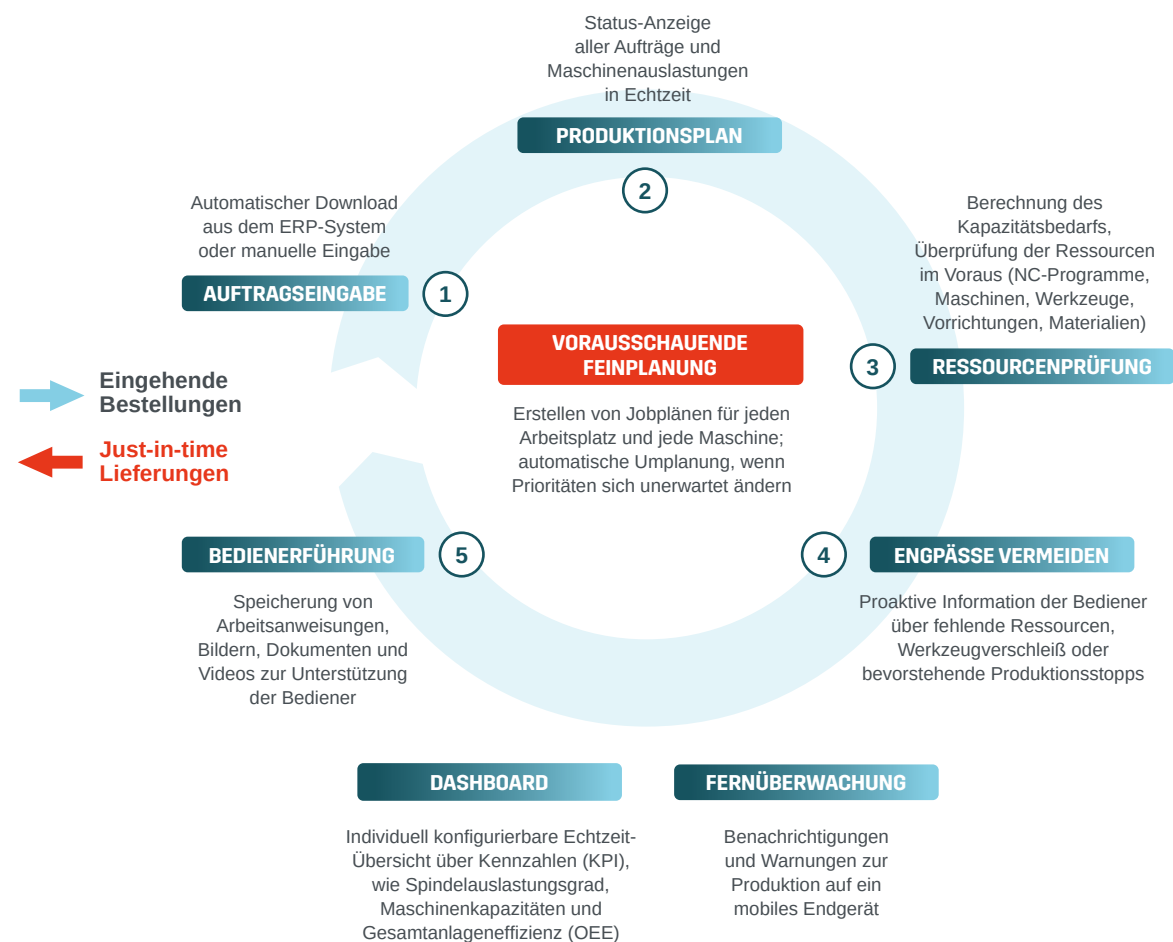 Status-Anzeige
aller Aufträge und
Maschinenauslastungen
in Echtzeit
PRODUKTIONSPLAN
2
Automatischer Download
aus dem ERP-System
oder manuelle Eingabe
AUFTRAGSEINGABE
1
Berechnung des
Kapazitätsbedarfs,
Überprüfung der Ressourcen
im Voraus (NC-Programme,
Maschinen, Werkzeuge,
Vorrichtungen, Materialien)
3
RESSOURCENPRÜFUNG
VORAUSSCHAUENDE
FEINPLANUNG
Erstellen von Jobplänen für jeden
Arbeitsplatz und jede Maschine;
automatische Umplanung, wenn
Prioritäten sich unerwartet ändern
Eingehende
Bestellungen
Just-in-time
Lieferungen
BEDIENERFÜHRUNG
5
Speicherung von
Arbeitsanweisungen,
Bildern, Dokumenten und
Videos zur Unterstützung
der Bediener
4
ENGPÄSSE VERMEIDEN
Proaktive Information der Bediener
über fehlende Ressourcen,
Werkzeugverschleiß oder
bevorstehende Produktionsstopps
DASHBOARD
Individuell konfigurierbare Echtzeit-
Übersicht über Kennzahlen (KPI),
wie Spindelauslastungsgrad,
Maschinenkapazitäten und
Gesamtanlageneffizienz (OEE)
FERNÜBERWACHUNG
Benachrichtigungen
und Warnungen zur
Produktion auf ein
mobiles Endgerät